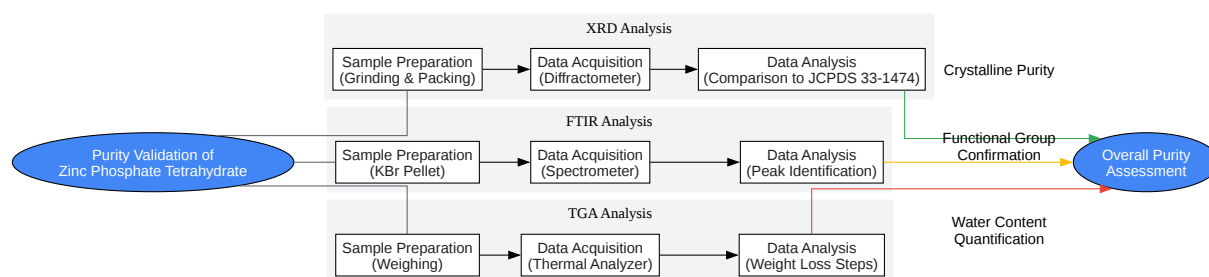 XRD Analysis
Sample Preparation
(Grinding & Packing)
Data Acquisition
(Diffractometer)
Data Analysis
(Comparison to JCPDS 33-1474)
Crystalline Purity
FTIR Analysis
Purity Validation of
Zinc Phosphate Tetrahydrate
Sample Preparation
(KBr Pellet)
Data Acquisition
(Spectrometer)
Data Analysis
(Peak Identification)
Functional Group
Confirmation
Overall Purity
Assessment
TGA Analysis
Sample Preparation
(Weighing)
Data Acquisition
(Thermal Analyzer)
Data Analysis
(Weight Loss Steps)
Water Content
Quantification